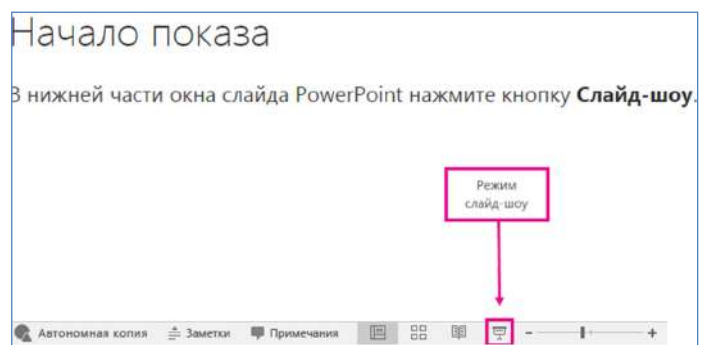 Начало показа
В нижней части окна слайда PowerPoint нажмите кнопку Слайд-шоу.
Режим
слайд-шоу
Автономная копия Заметки Примечания